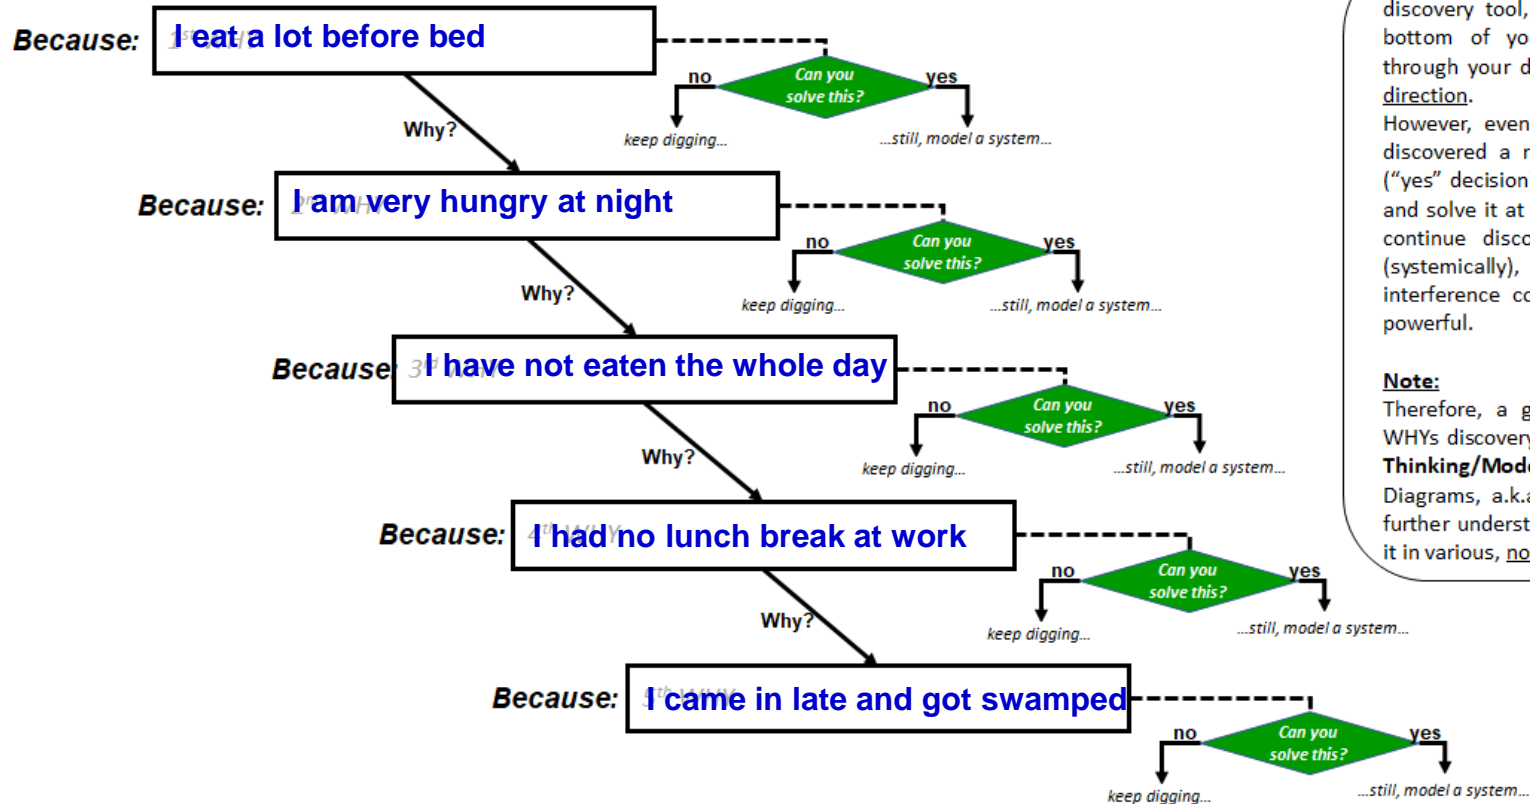 Because: I eat a lot before bed
Can you
solve this?
no
yes
keep digging...
...still, model a system...
Why?
Because: I am very hungry at night
Can you
solve this?
no
yes
keep digging...
...still, model a system...
Why?
Because: 3rd I have not eaten the whole day
Can you
solve this?
no
yes
keep digging...
...still, model a system...
Why?
Because: I had no lunch break at work
Can you
solve this?
no
yes
keep digging...
...still, model a system...
Why?
Because: I came in late and got swamped
Can you
solve this?
no
yes
keep digging...
...still, model a system...
discovery tool,
bottom of yo
through your d
direction.
However, even
discovered a r
("yes" decision
and solve it at
continue disco
(systemically),
interference co
powerful.
Note:
Therefore, a g
WHYs discovery
Thinking/Mode
Diagrams, a.k.a
further underst
it in various, no